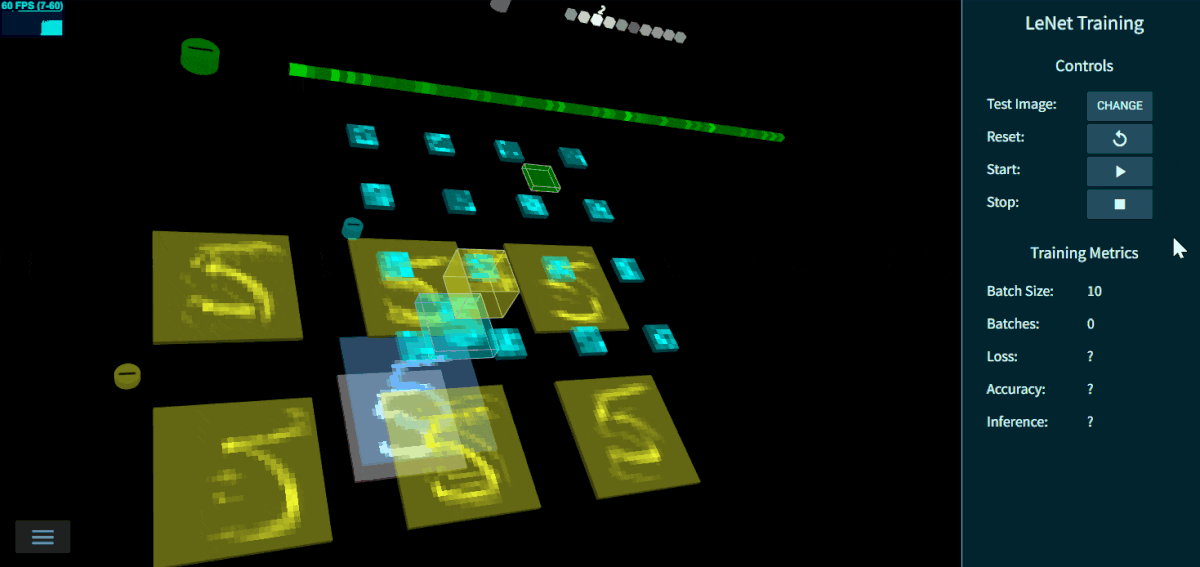 60 FPS (7-60)
2
LeNet Training
Controls
Test Image: CHANGE
Reset:
Start:
Stop:
Training Metrics
Batch Size: 10
Batches: 0
Loss: ?
Accuracy: ?
Inference: ?